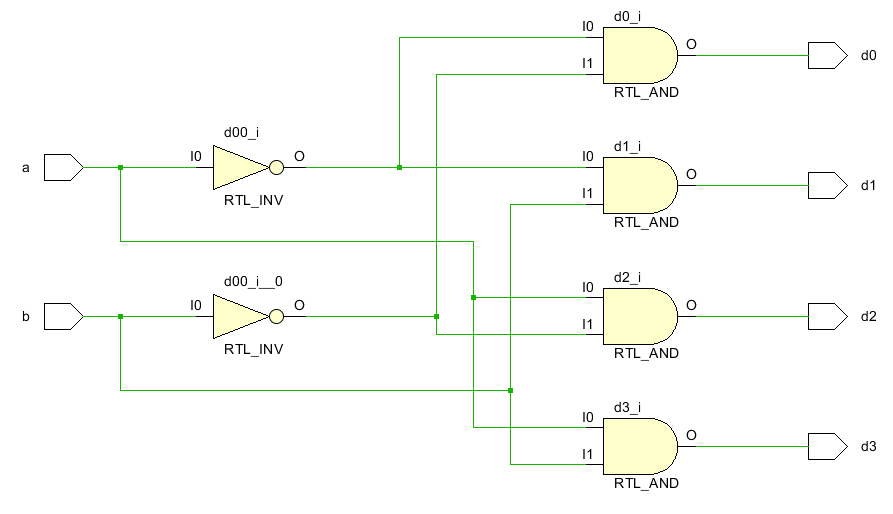 d0_i
I0
O
I1
d0
RTL_AND
d00_i
a
I0
O
RTL_INV
d1_i
I0
O
I1
d1
RTL_AND
d00_i__0
b
I0
O
RTL_INV
d2_i
I0
O
I1
d2
RTL_AND
d3_i
I0
O
I1
d3
RTL_AND